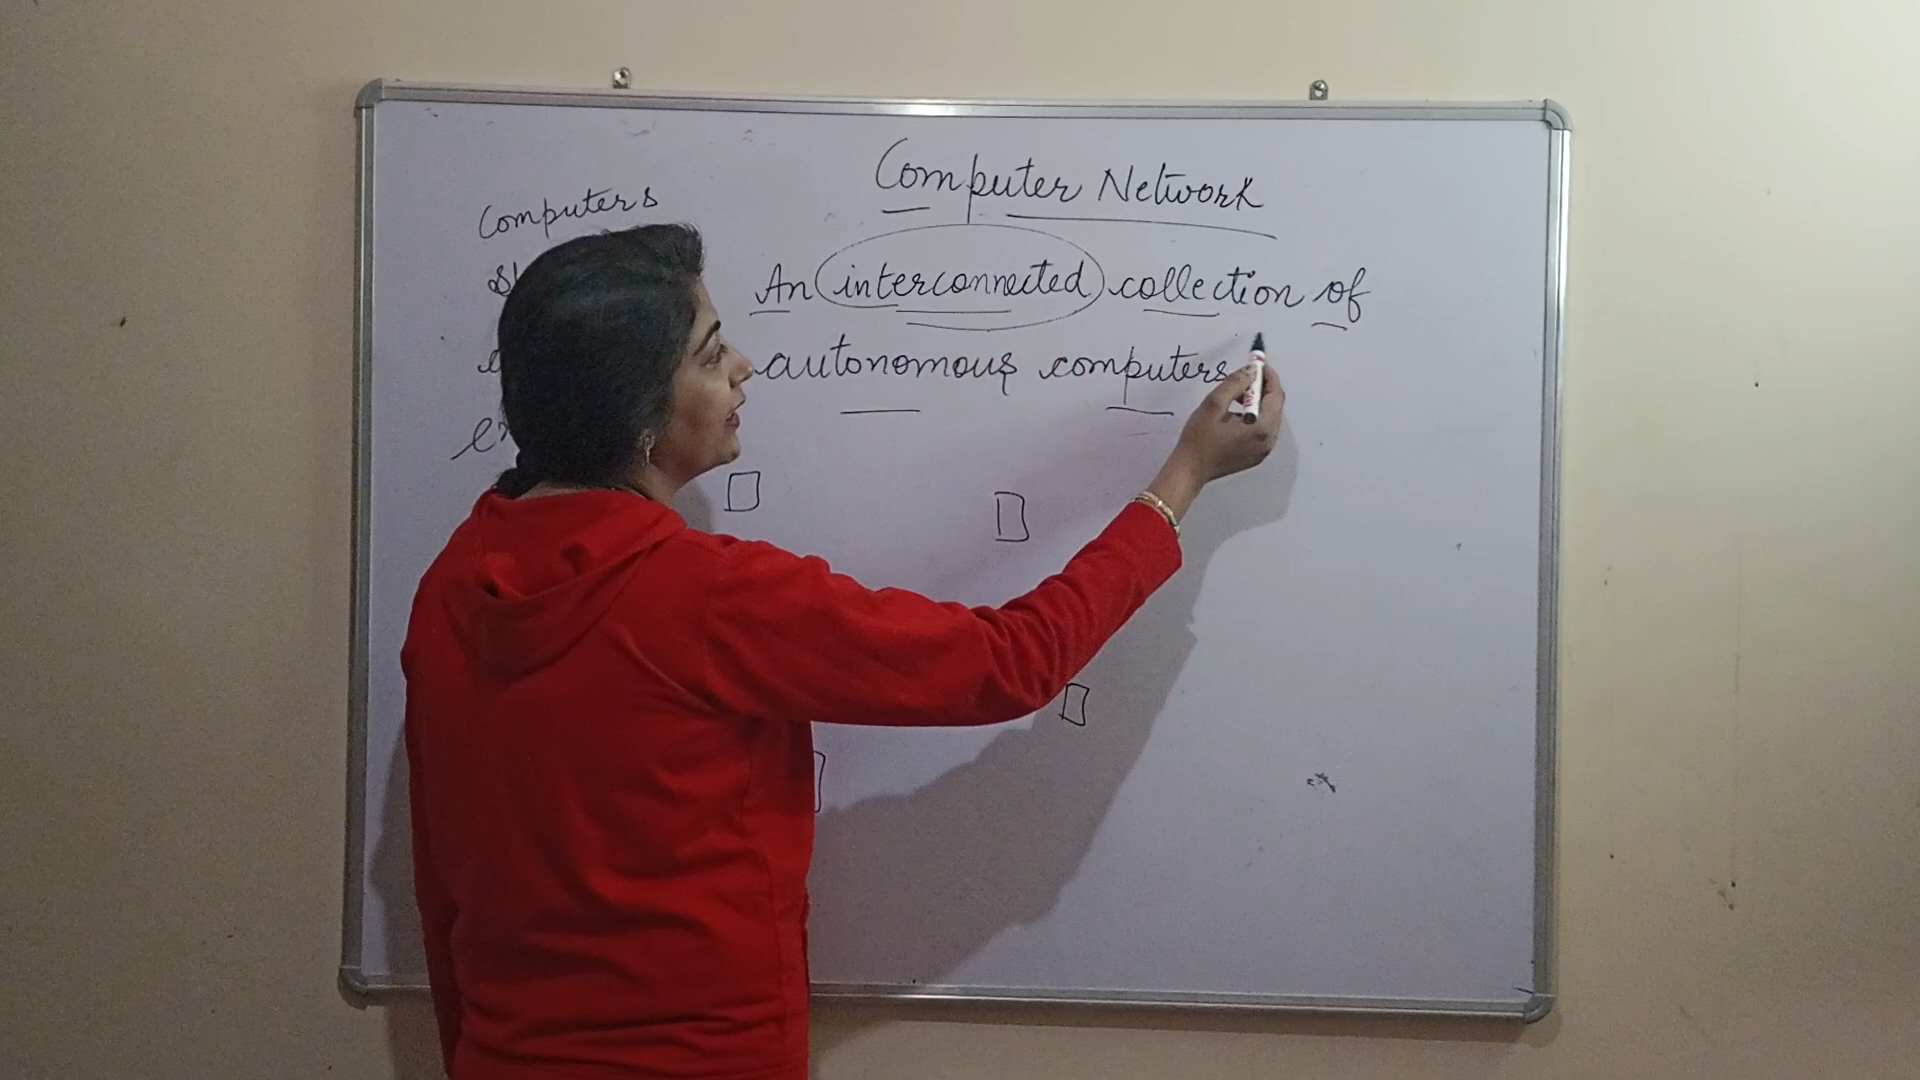 Computer Network
Computers
An interconnected collection of
autonomous computers